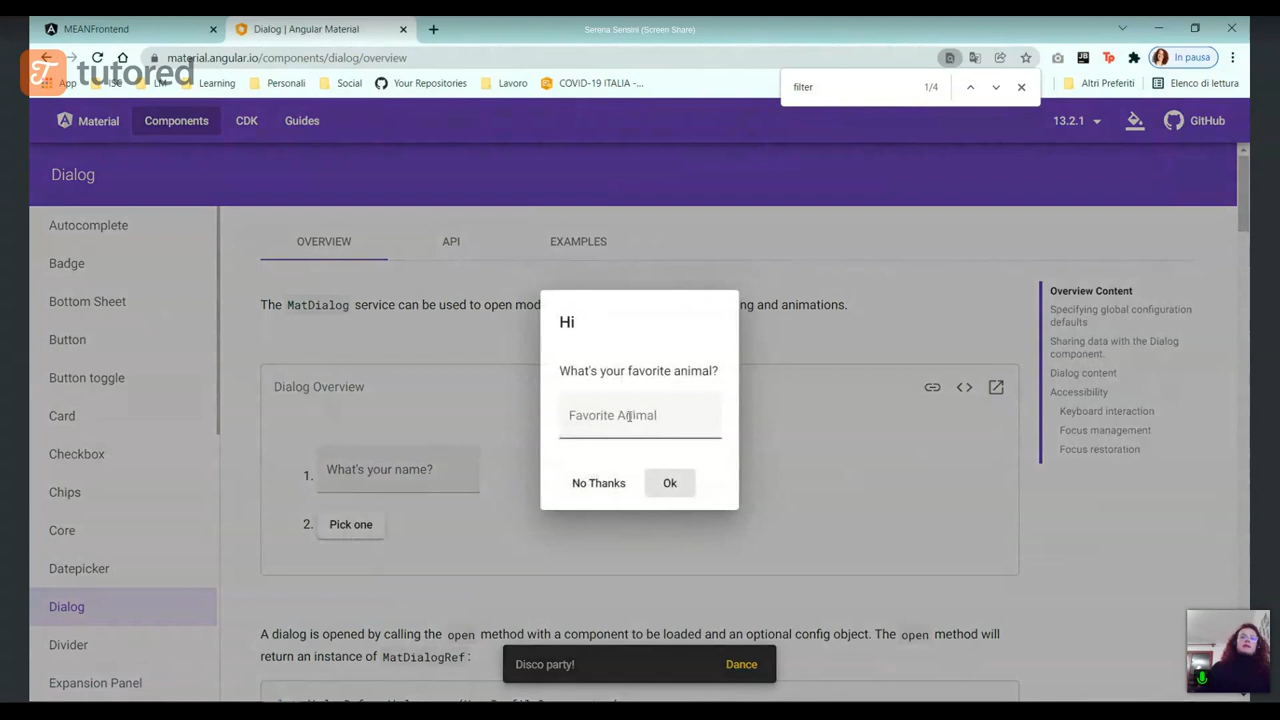 MEANFrontend
Dialog | Angular Material
Serena Sensini (Screen Share)
material.angular.io/components/dialog/overview
In pausa
tutored
App
ISC
LM
Learning
Personali
Social
Your Repositories
Lavoro
COVID-19 ITALIA -...
Altri Preferiti
Elenco di lettura
filter
1/4
Material
Components
CDK
Guides
13.2.1
GitHub
Dialog
Autocomplete
Badge
Bottom Sheet
Button
Button toggle
Card
Checkbox
Chips
Core
Datepicker
Dialog
Divider
Expansion Panel
OVERVIEW
API
EXAMPLES
The MatDialog service can be used to open mod
ng and animations.
Dialog Overview
1. What's your name?
2. Pick one
Hi
What's your favorite animal?
Favorite Animal
No Thanks
Ok
A dialog is opened by calling the open method with a component to be loaded and an optional config object. The open method will
return an instance of MatDialogRef:
Disco party!
Dance
Overview Content
Specifying global configuration
defaults
Sharing data with the Dialog
component.
Dialog content
Accessibility
Keyboard interaction
Focus management
Focus restoration